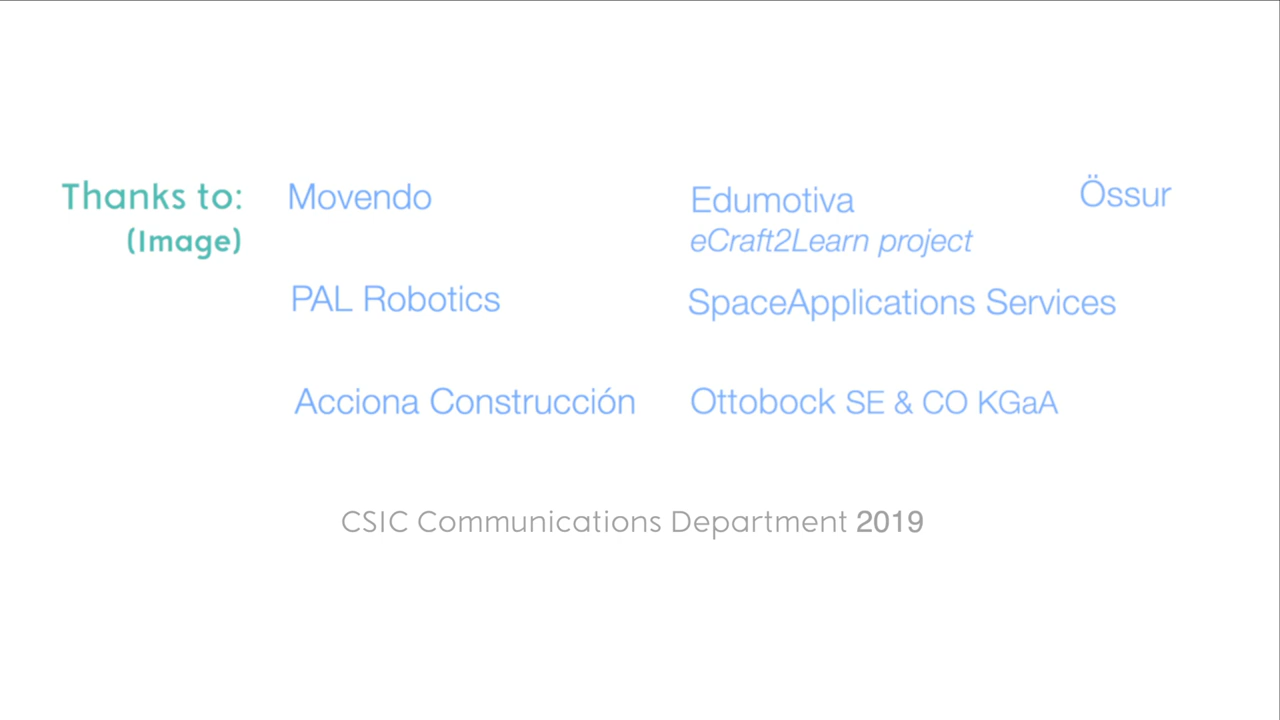 Thanks to:
(Image)
Movendo
Edumotiva
eCraft2Learn project
Össur
PAL Robotics
SpaceApplications Services
Acciona Construcción
Ottobock SE & CO KGaA
CSIC Communications Department 2019